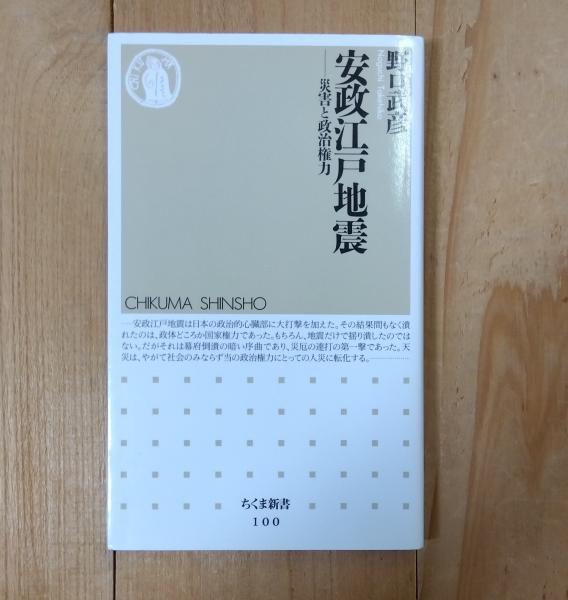 野口武彦
Noguchi Takehiko
安政江戸地震
──災害と政治権力
CHIKUMA SHINSHO
──安政江戸地震は日本の政治的心臓部に大打撃を加えた。その結果間もなく潰
れたのは、政体どころか国家権力であった。もちろん、地震だけで揺り潰したのでは
ない。だがそれは幕府倒潰の暗い序曲であり、災厄の連打の第一撃であった。天
災は、やがて社会のみならず当の政治権力にとっての人災に転化する。…………
ちくま新書
100